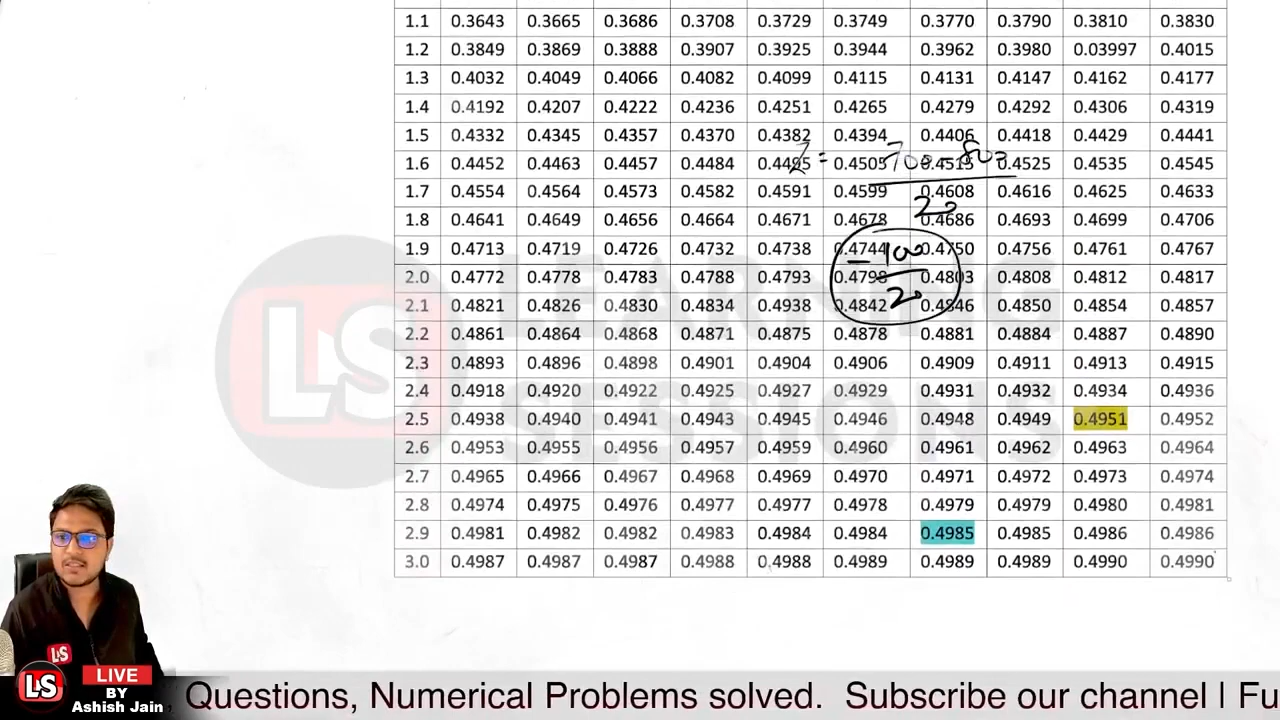 1.1 0.3643 0.3665 0.3686 0.3708 0.3729 0.3749 0.3770 0.3790 0.3810 0.3830
1.2 0.3849 0.3869 0.3888 0.3907 0.3925 0.3944 0.3962 0.3980 0.03997 0.4015
1.3 0.4032 0.4049 0.4066 0.4082 0.4099 0.4115 0.4131 0.4147 0.4162 0.4177
1.4 0.4192 0.4207 0.4222 0.4236 0.4251 0.4265 0.4279 0.4292 0.4306 0.4319
1.5 0.4332 0.4345 0.4357 0.4370 0.4382 0.4394 0.4406 0.4418 0.4429 0.4441
1.6 0.4452 0.4463 0.4457 0.4484 0.4495 0.4505 0.4515 0.4525 0.4535 0.4545
1.7 0.4554 0.4564 0.4573 0.4582 0.4591 0.4599 0.4608 0.4616 0.4625 0.4633
1.8 0.4641 0.4649 0.4656 0.4664 0.4671 0.4678 0.4686 0.4693 0.4699 0.4706
1.9 0.4713 0.4719 0.4726 0.4732 0.4738 0.4744 0.4750 0.4756 0.4761 0.4767
2.0 0.4772 0.4778 0.4783 0.4788 0.4793 0.4798 0.4803 0.4808 0.4812 0.4817
2.1 0.4821 0.4826 0.4830 0.4834 0.4938 0.4842 0.4846 0.4850 0.4854 0.4857
2.2 0.4861 0.4864 0.4868 0.4871 0.4875 0.4878 0.4881 0.4884 0.4887 0.4890
2.3 0.4893 0.4896 0.4898 0.4901 0.4904 0.4906 0.4909 0.4911 0.4913 0.4915
2.4 0.4918 0.4920 0.4922 0.4925 0.4927 0.4929 0.4931 0.4932 0.4934 0.4936
2.5 0.4938 0.4940 0.4941 0.4943 0.4945 0.4946 0.4948 0.4949 0.4951 0.4952
2.6 0.4953 0.4955 0.4956 0.4957 0.4959 0.4960 0.4961 0.4962 0.4963 0.4964
2.7 0.4965 0.4966 0.4967 0.4968 0.4969 0.4970 0.4971 0.4972 0.4973 0.4974
2.8 0.4974 0.4975 0.4976 0.4977 0.4977 0.4978 0.4979 0.4979 0.4980 0.4981
2.9 0.4981 0.4982 0.4982 0.4983 0.4984 0.4984 0.4985 0.4985 0.4986 0.4986
3.0 0.4987 0.4987 0.4987 0.4988 0.4988 0.4989 0.4989 0.4989 0.4990 0.4990
Z = 700 - 800
20
- 100
20
LS LEARNING
SESSIONS
LS
LS LIVE
BY
Ashish Jain
, Questions, Numerical Problems solved. Subscribe our channel | Fu